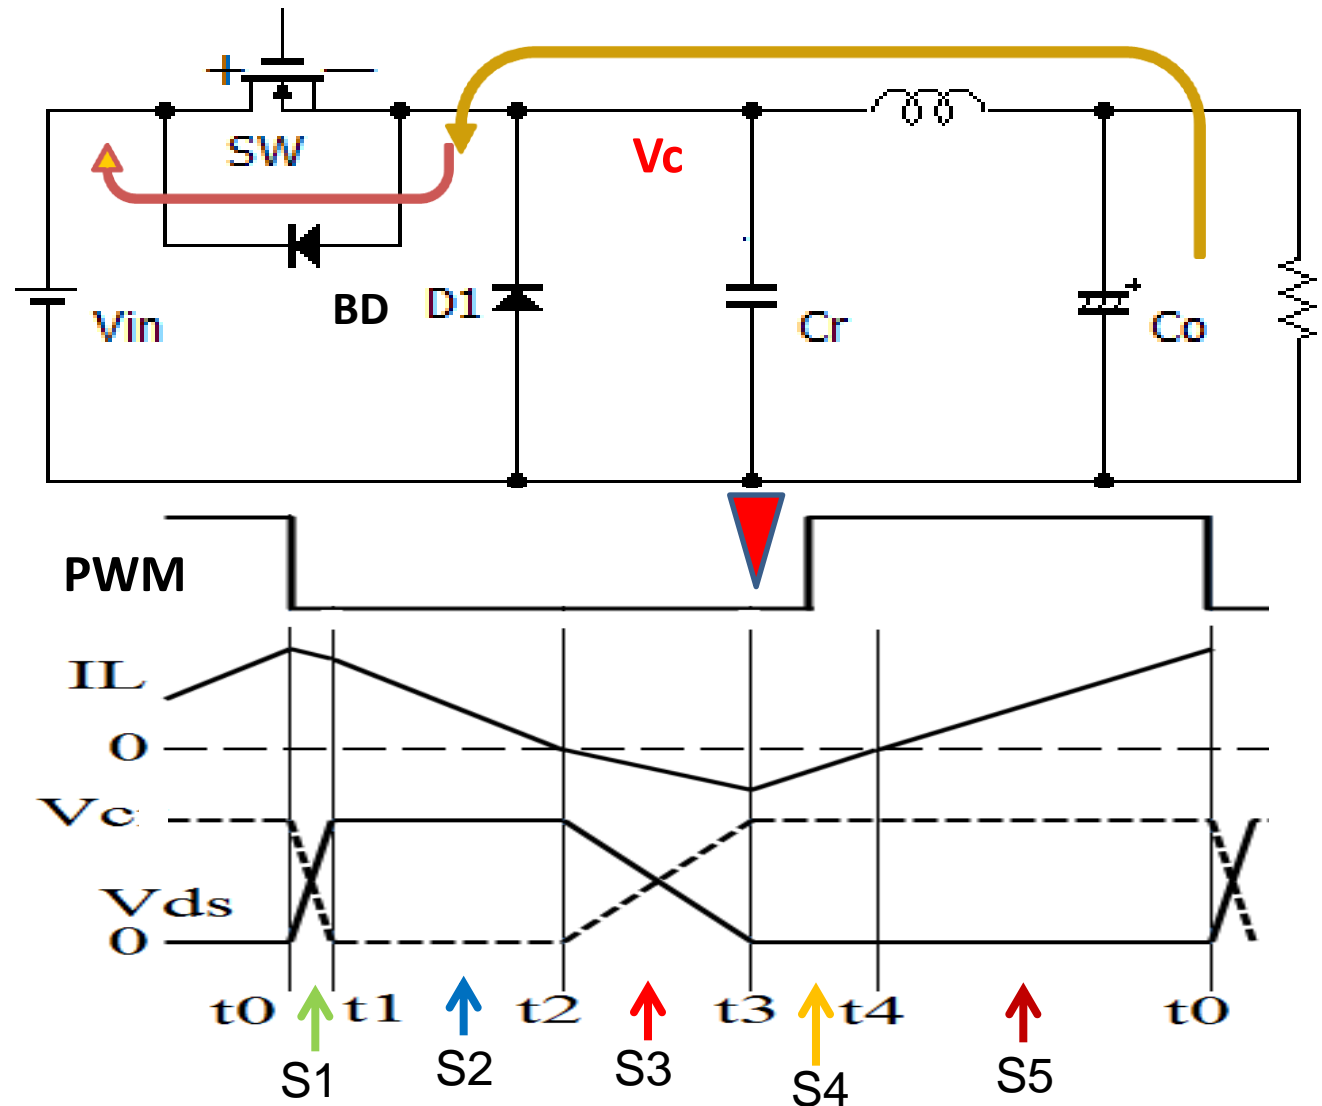 SW
Vc
BD
D1
Vin
Cr
Co
PWM
IL
0
Vc
Vds
0
t0 t1 t2 t3 t4 t0
S1 S2 S3 S4 S5